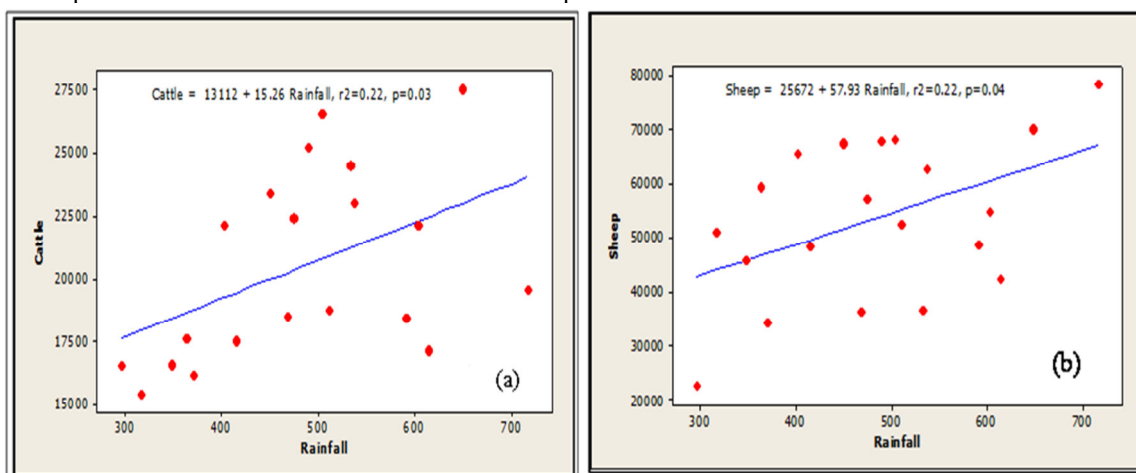 Cattle = 13112 + 15.26 Rainfall, r2=0.22, p=0.03
27500
25000
22500
20000
17500
15000
Cattle
300 400 500 600 700
Rainfall
(a)
Sheep = 25672 + 57.93 Rainfall, r2=0.22, p=0.04
80000
70000
60000
50000
40000
30000
20000
Sheep
300 400 500 600 700
Rainfall
(b)